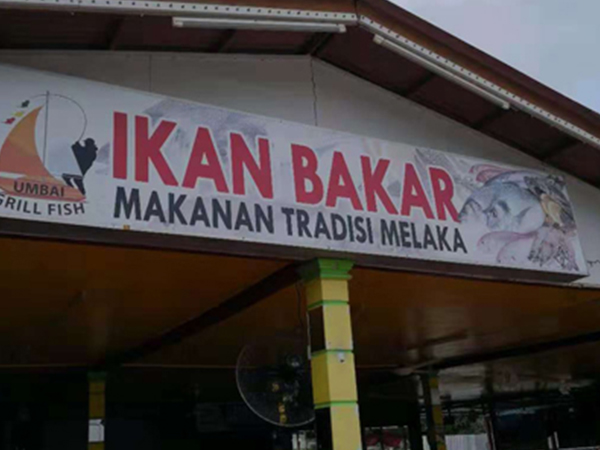 UMBAI
GRILL FISH
IKAN BAKAR
MAKANAN TRADISI MELAKA